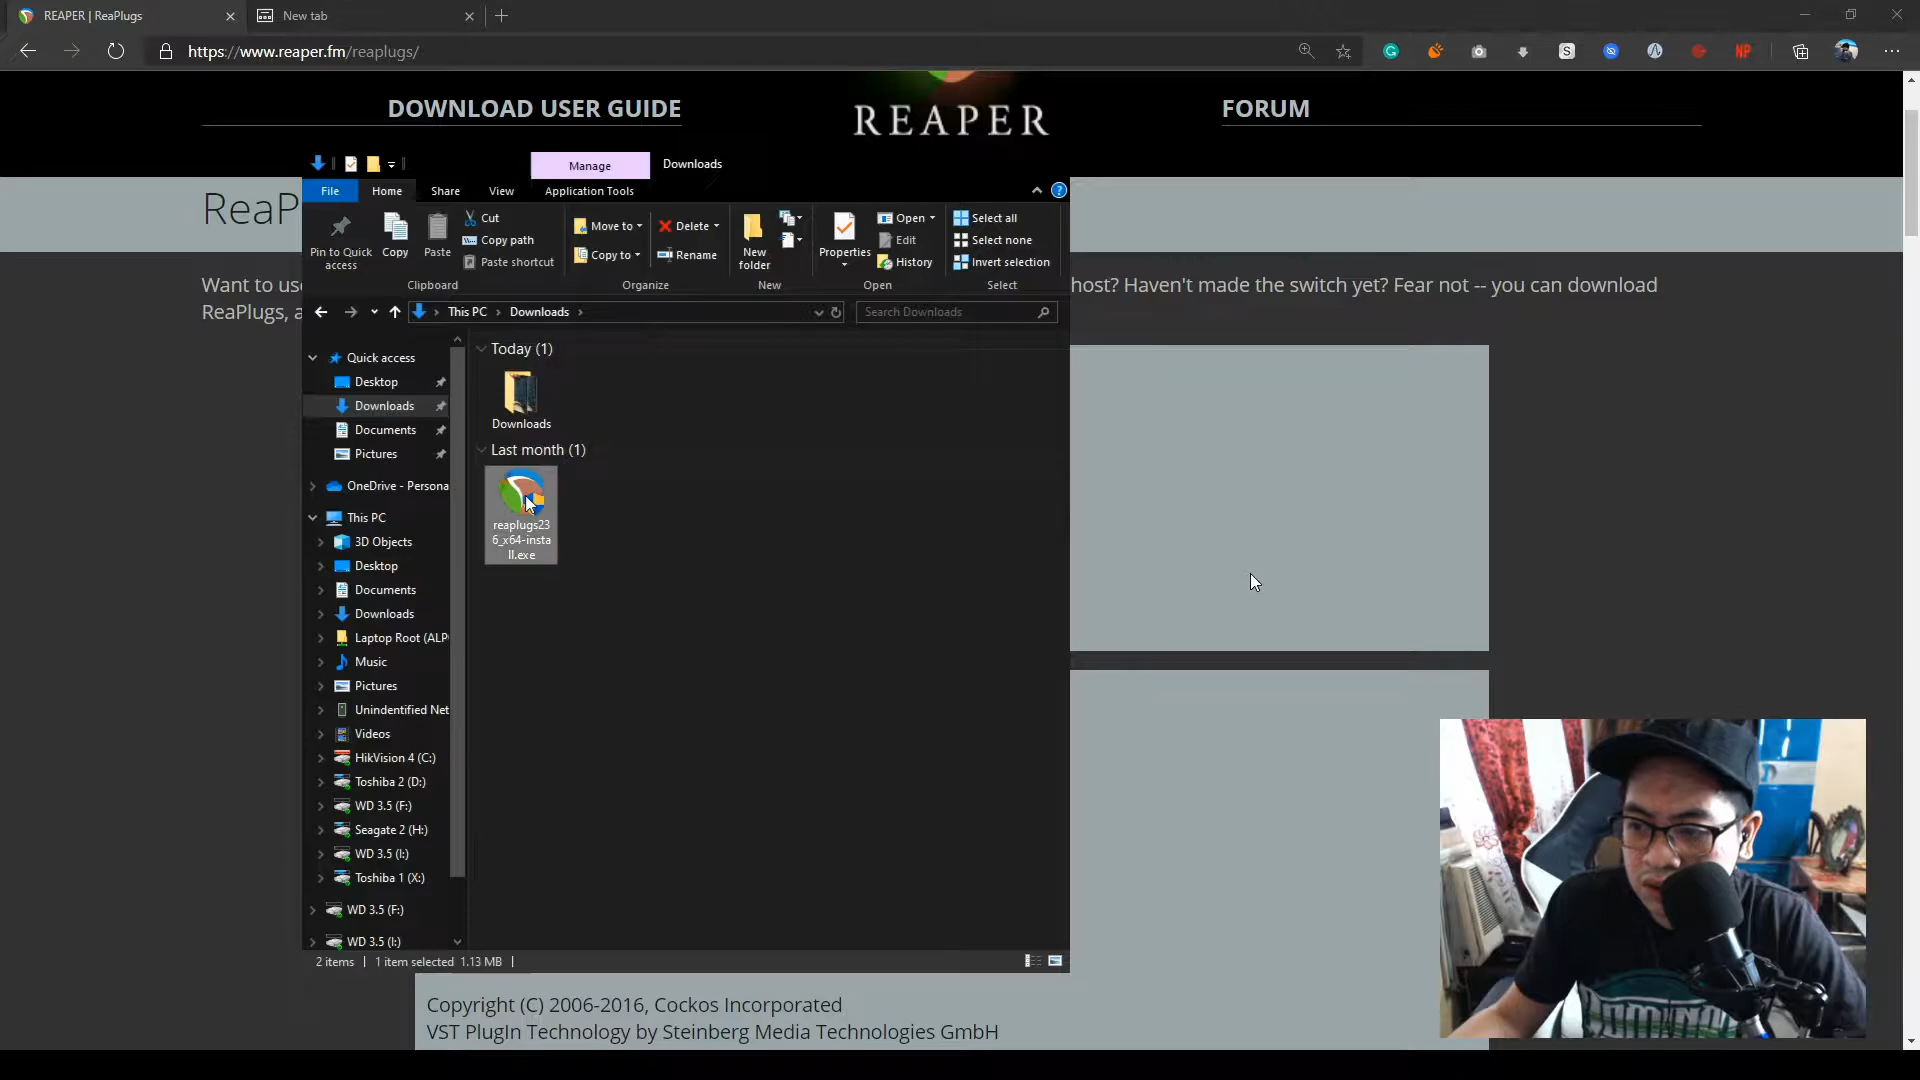 REAPER | ReaPlugs
New tab
https://www.reaper.fm/reaplugs/
S
NP
DOWNLOAD USER GUIDE
REAPER
FORUM
Manage
Downloads
File
Home
Share
View
Application Tools
ReaP
Pin to Quick access
Copy
Paste
Cut
Copy path
Paste shortcut
Clipboard
Move to
Copy to
Delete
Rename
Organize
New folder
New
Properties
Open
Edit
History
Open
Select all
Select none
Invert selection
Select
Want to us
host? Haven't made the switch yet? Fear not -- you can download
ReaPlugs, a
This PC
Downloads
Search Downloads
Quick access
Desktop
Downloads
Documents
Pictures
OneDrive - Persona
This PC
3D Objects
Desktop
Documents
Downloads
Laptop Root (ALP
Music
Pictures
Unidentified Net
Videos
HikVision 4 (C:)
Toshiba 2 (D:)
WD 3.5 (F:)
Seagate 2 (H:)
WD 3.5 (I:)
Toshiba 1 (X:)
WD 3.5 (F:)
WD 3.5 (I:)
Today (1)
Downloads
Last month (1)
reaplugs23
6_x64-insta
ll.exe
2 items
1 item selected 1.13 MB
Copyright (C) 2006-2016, Cockos Incorporated
VST PlugIn Technology by Steinberg Media Technologies GmbH